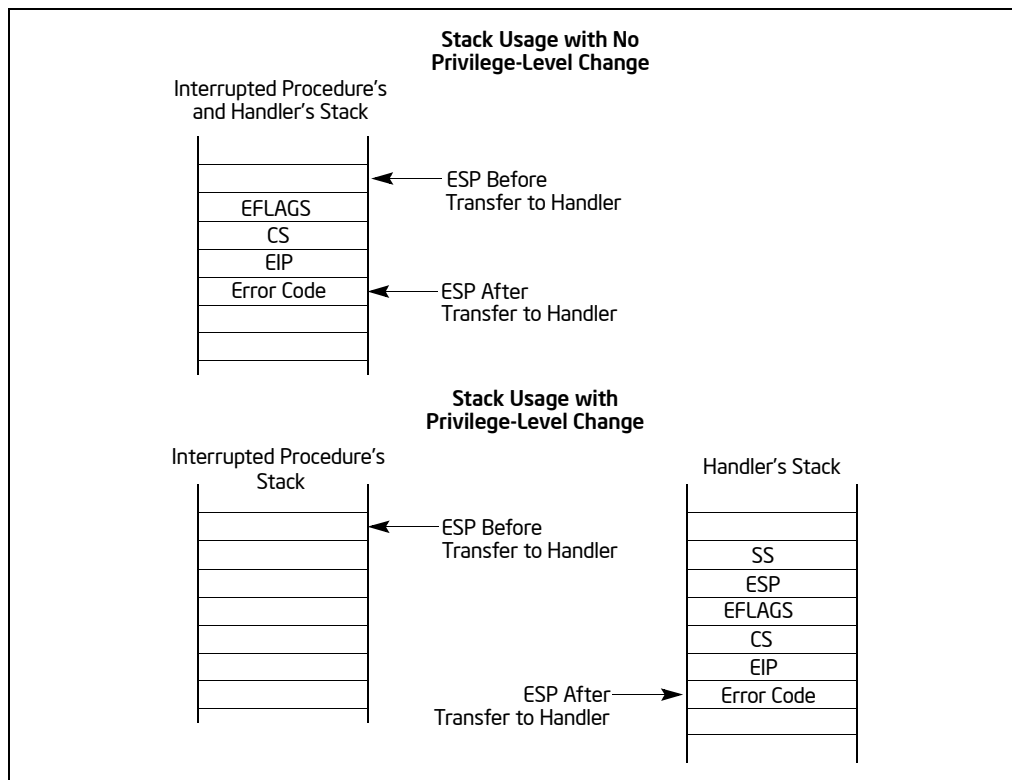 Stack Usage with No
Privilege-Level Change
Interrupted Procedure's
and Handler's Stack
ESP Before
Transfer to Handler
EFLAGS
CS
EIP
Error Code
ESP After
Transfer to Handler
Stack Usage with
Privilege-Level Change
Interrupted Procedure's
Stack
Handler's Stack
ESP Before
Transfer to Handler
SS
ESP
EFLAGS
CS
EIP
ESP After
Transfer to Handler
Error Code